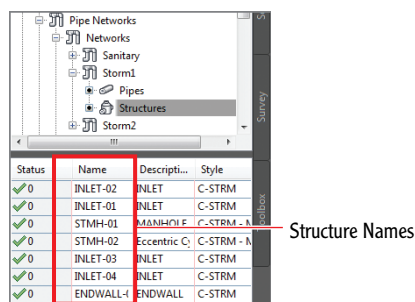 Pipe Networks
Networks
Sanitary
Storm1
Pipes
Structures
Storm2
Survey
Status Name Descripti... Style
0 INLET-02 INLET C-STRM
0 INLET-01 INLET C-STRM
0 STMH-01 MANHOLE C-STRM - M
0 STMH-02 Eccentric Cy C-STRM - M
0 INLET-03 INLET C-STRM
0 INLET-04 INLET C-STRM
0 ENDWALL-( ENDWALL C-STRM
Structure Names